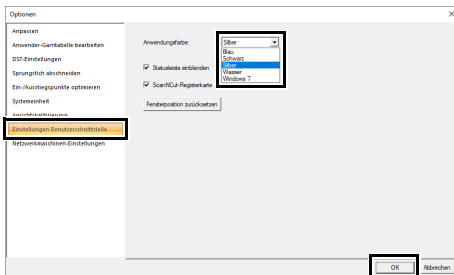 Optionen
Anpassen
Anwender-Garntabelle bearbeiten
DST-Einstellungen
Sprungstich abschneiden
Ein-/Ausstiegspunkte optimieren
Systemeinheit
Ansichtskalibrierung
Einstellungen Benutzerschnittstelle
Netzwerkmaschinen-Einstellungen
Anwendungsfarbe:
Silber
Blau
Schwarz
Silber
Wasser
Windows 7
Statusleiste einblenden
ScanNCut-Registerkarte
Fensterposition zurücksetzen
OK
Abbrechen